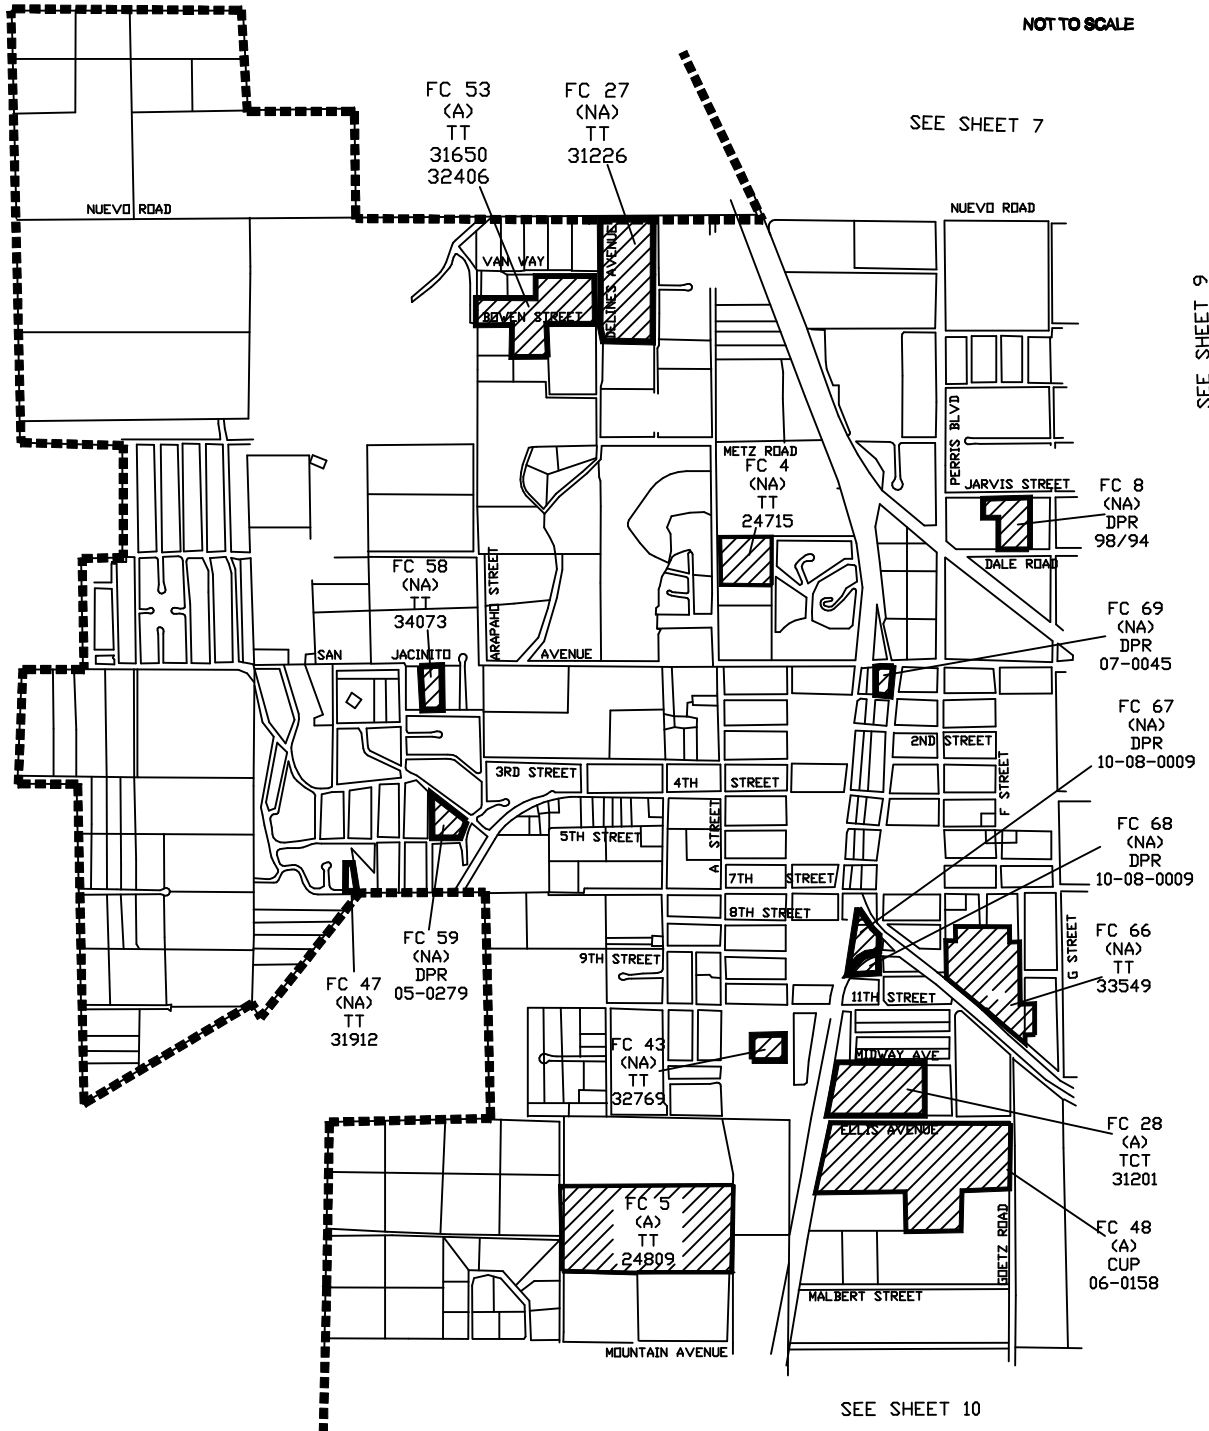 NOT TO SCALE
FC 53
(A)
TT
31650
32406
FC 27
(NA)
TT
31226
SEE SHEET 7
NUEVO ROAD
NUEVO ROAD
VAN WAY
DELINES AVENUE
BOWEN STREET
SEE SHEET 9
PERRIS BLVD
METZ ROAD
FC 4
(NA)
TT
24715
JARVIS STREET
FC 8
(NA)
DPR
98/94
DALE ROAD
FC 58
(NA)
TT
34073
ARAPAHO STREET
SAN
JACINITO
AVENUE
FC 69
(NA)
DPR
07-0045
FC 67
(NA)
DPR
10-08-0009
2ND STREET
F STREET
3RD STREET
4TH
STREET
A STREET
5TH STREET
FC 68
(NA)
DPR
10-08-0009
7TH
STREET
8TH STREET
G STREET
FC 59
(NA)
DPR
05-0279
9TH STREET
FC 66
(NA)
TT
33549
FC 47
(NA)
TT
31912
11TH STREET
FC 43
(NA)
TT
32769
MIDWAY AVE
ELLIS AVENUE
FC 28
(A)
TCT
31201
FC 5
(A)
TT
24809
GOETZ ROAD
FC 48
(A)
CUP
06-0158
MALBERT STREET
MOUNTAIN AVENUE
SEE SHEET 10